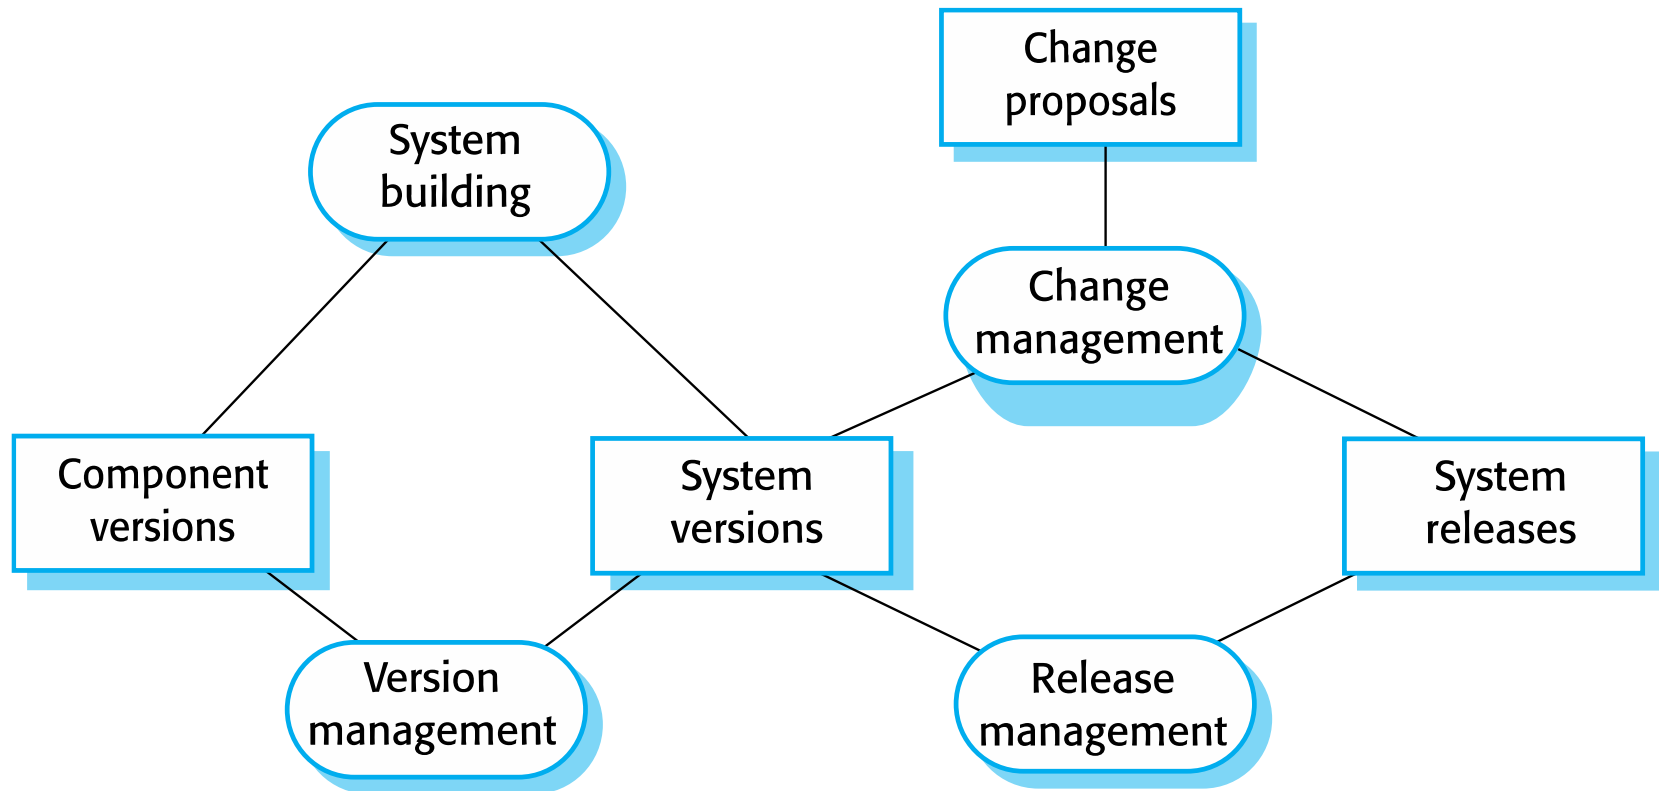 Change
proposals
System
building
Change
management
Component
versions
System
versions
System
releases
Version
management
Release
management